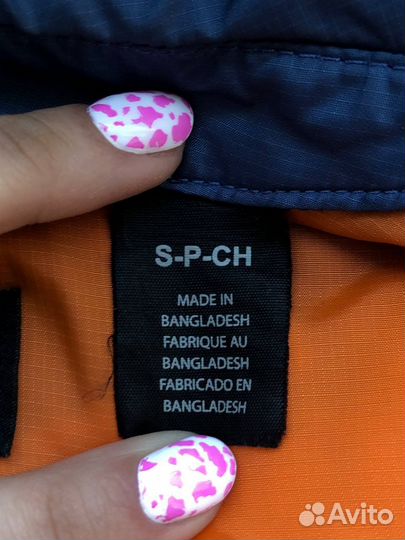 S-P-CH
MADE IN
BANGLADESH
FABRIQUE AU
BANGLADESH
FABRICADO EN
BANGLADESH
Avito